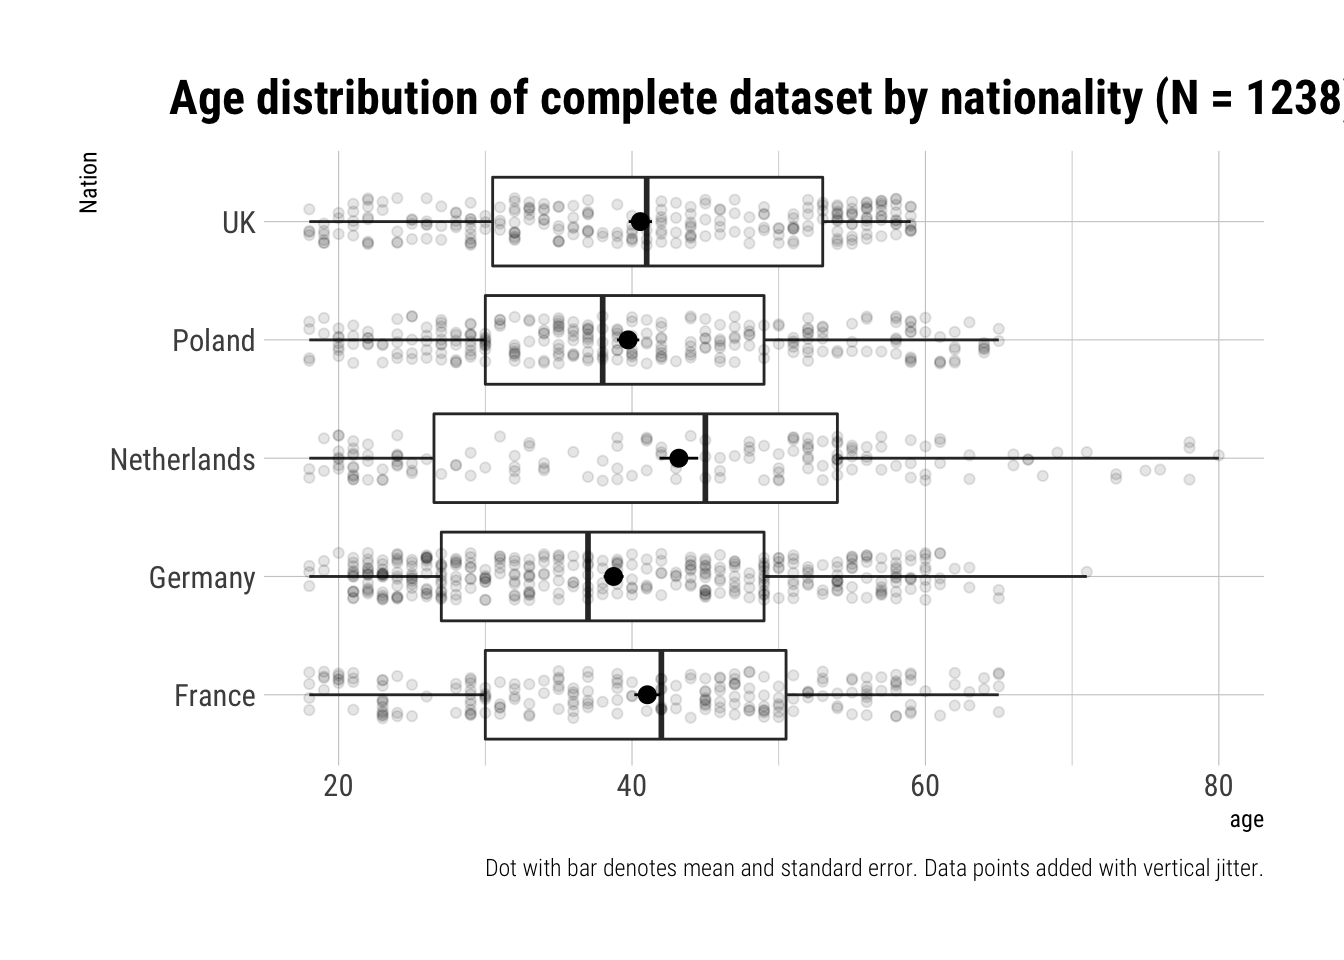 Age distribution of complete dataset by nationality (N = 1238)
Nation
UK
Poland
Netherlands
Germany
France
20 40 60 80
age
Dot with bar denotes mean and standard error. Data points added with vertical jitter.